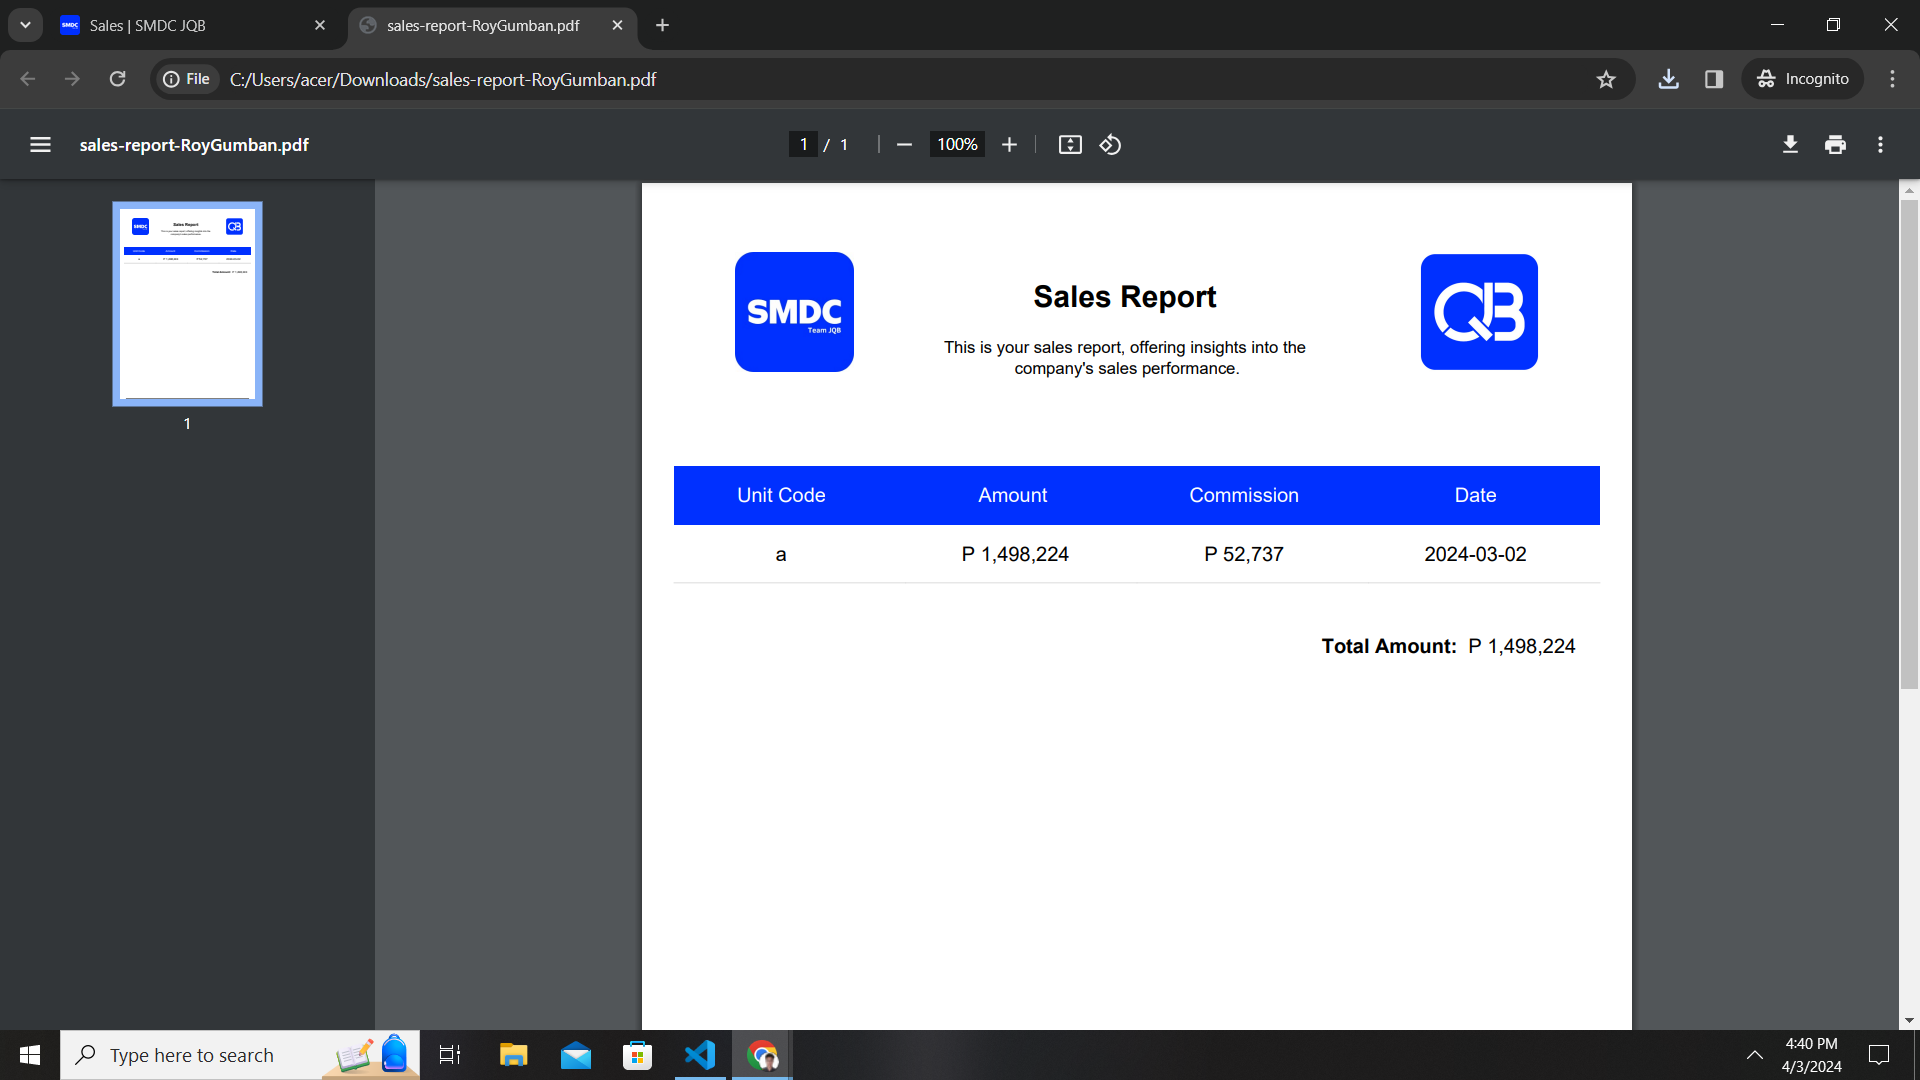 Sales | SMDC JQB
sales-report-RoyGumban.pdf
File
C:/Users/acer/Downloads/sales-report-RoyGumban.pdf
Incognito
sales-report-RoyGumban.pdf
1 / 1
100%
SMDC
Team JQB
Sales Report
QB
This is your sales report, offering insights into the
company's sales performance.
Unit Code Amount Commission Date
a P 1,498,224 P 52,737 2024-03-02
Total Amount: P 1,498,224
1
Type here to search
4:40 PM
4/3/2024